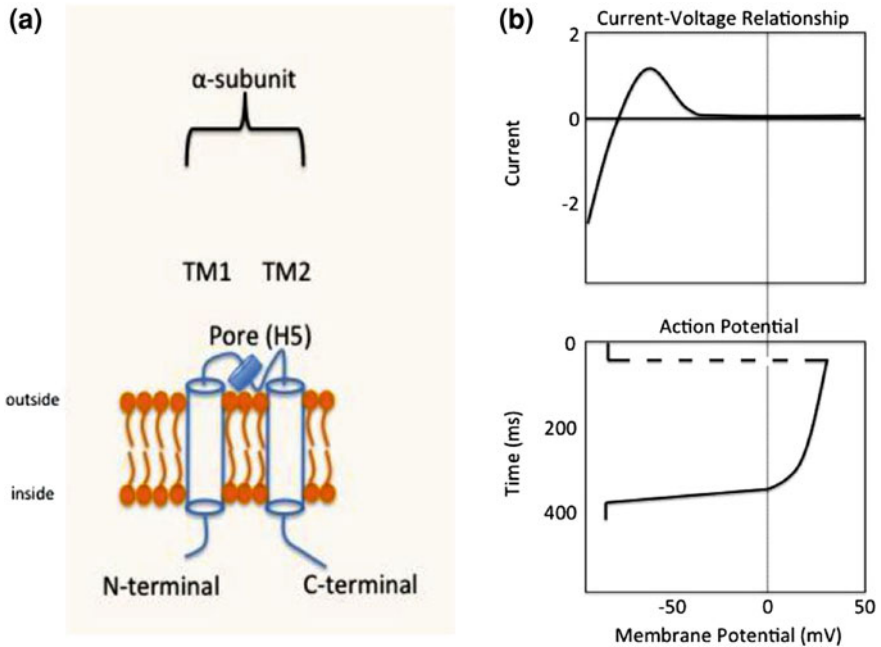 (a)
α-subunit
TM1 TM2
Pore (H5)
outside
inside
N-terminal C-terminal
(b)
Current-Voltage Relationship
2
0
-2
Current
Action Potential
0
200
400
Time (ms)
-50 0 50
Membrane Potential (mV)